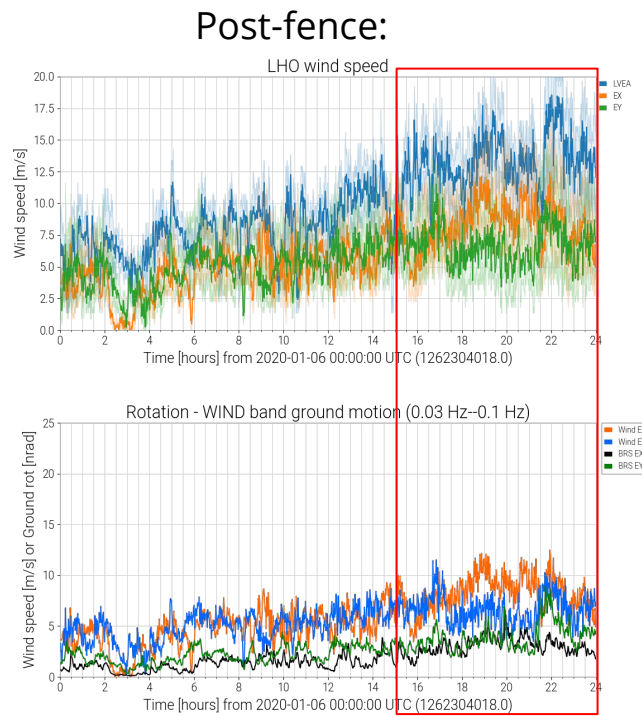 Post-fence:
LHO wind speed
20.0
17.5
15.0
12.5
10.0
7.5
5.0
2.5
0.0
Wind speed [m/s]
LVEA
EX
EY
0 2 4 6 8 10 12 14 16 18 20 22 24
Time [hours] from 2020-01-06 00:00:00 UTC (1262304018.0)
Rotation - WIND band ground motion (0.03 Hz--0.1 Hz)
25
20
15
10
5
0
Wind speed [m/s] or Ground rot [nrad]
Wind E
Wind E
BRS EX
BRS EY
0 2 4 6 8 10 12 14 16 18 20 22 24
Time [hours] from 2020-01-06 00:00:00 UTC (1262304018.0)